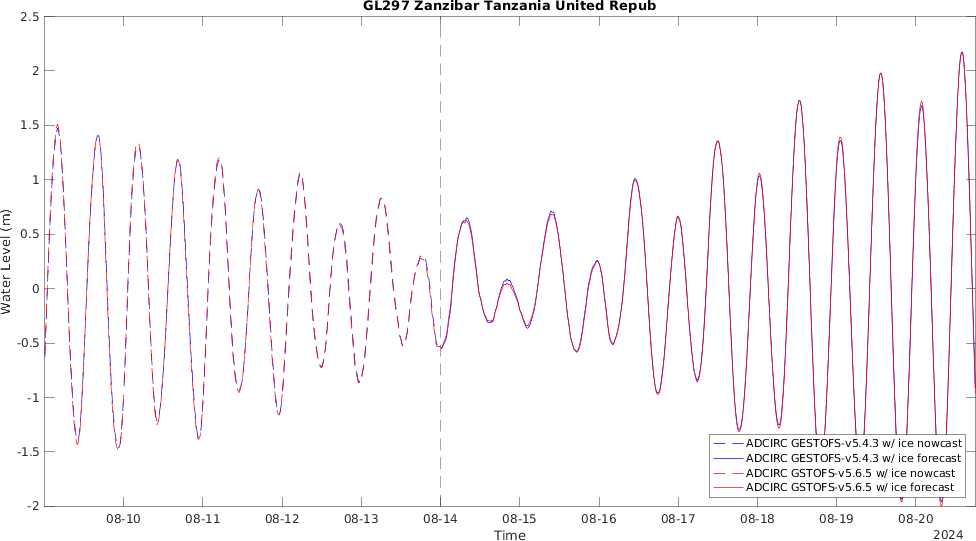 GL297 Zanzibar Tanzania United Repub
2.5
2
1.5
1
0.5
0
-0.5
-1
-1.5
-2
Water Level (m)
ADCIRC GESTOFS-v5.4.3 w/ ice nowcast
ADCIRC GESTOFS-v5.4.3 w/ ice forecast
ADCIRC GSTOFS-v5.6.5 w/ ice nowcast
ADCIRC GSTOFS-v5.6.5 w/ ice forecast
08-10 08-11 08-12 08-13 08-14 08-15 08-16 08-17 08-18 08-19 08-20
Time
2024